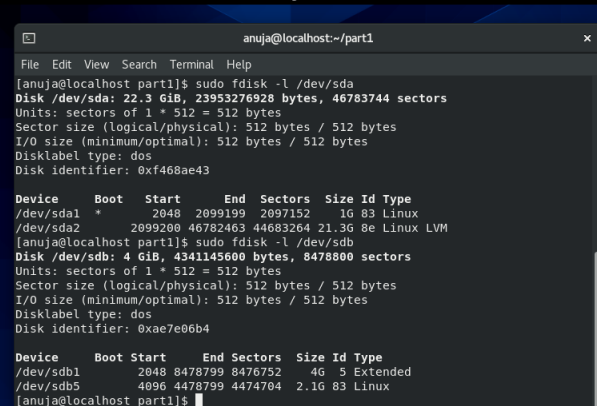 anuja@localhost:~/part1
File Edit View Search Terminal Help
[anuja@localhost part1]$ sudo fdisk -l /dev/sda
Disk /dev/sda: 22.3 GiB, 23953276928 bytes, 46783744 sectors
Units: sectors of 1 * 512 = 512 bytes
Sector size (logical/physical): 512 bytes / 512 bytes
I/O size (minimum/optimal): 512 bytes / 512 bytes
Disklabel type: dos
Disk identifier: 0xf468ae43
Device     Boot   Start      End  Sectors  Size Id Type
/dev/sda1  *       2048  2099199  2097152    1G 83 Linux
/dev/sda2       2099200 46782463 44683264 21.3G 8e Linux LVM
[anuja@localhost part1]$ sudo fdisk -l /dev/sdb
Disk /dev/sdb: 4 GiB, 4341145600 bytes, 8478800 sectors
Units: sectors of 1 * 512 = 512 bytes
Sector size (logical/physical): 512 bytes / 512 bytes
I/O size (minimum/optimal): 512 bytes / 512 bytes
Disklabel type: dos
Disk identifier: 0xae7e06b4
Device     Boot Start     End Sectors  Size Id Type
/dev/sdb1        2048 8478799 8476752    4G  5 Extended
/dev/sdb5        4096 4478799 4474704  2.1G 83 Linux
[anuja@localhost part1]$